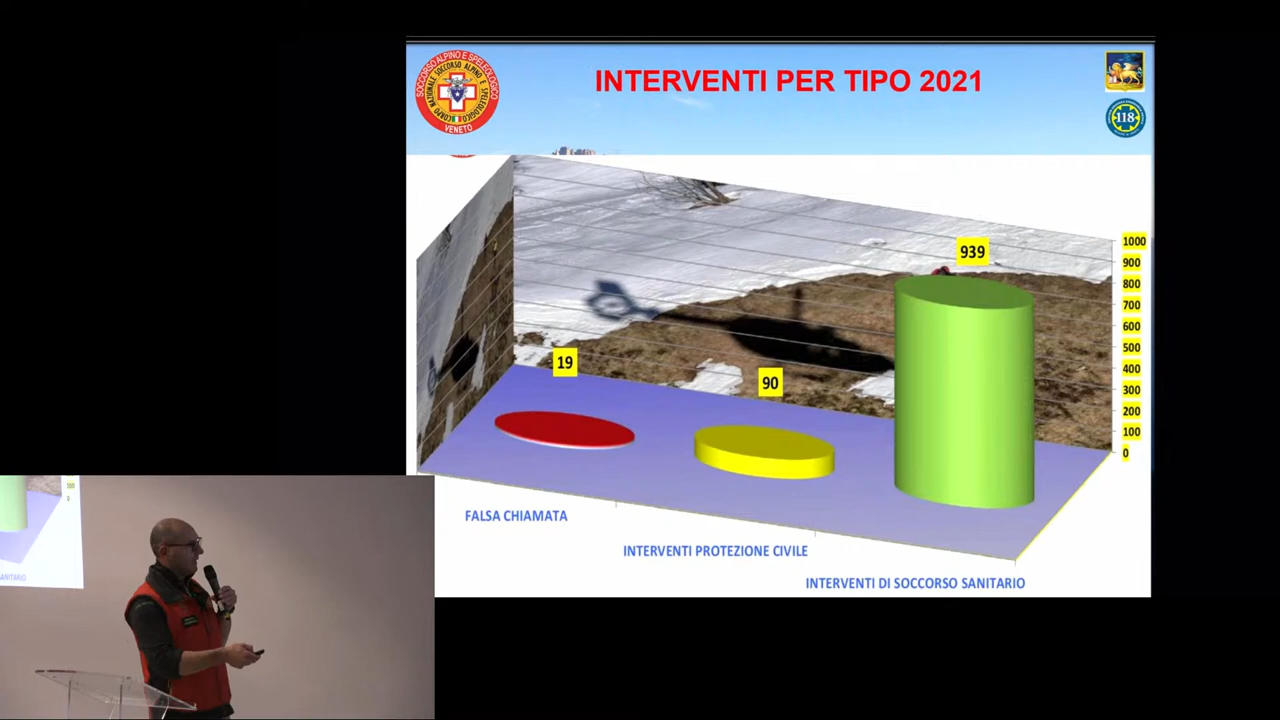 INTERVENTI PER TIPO 2021
SOCCORSO ALPINO E SPELEOLOGICO
CORPO NAZIONALE SOCCORSO ALPINO E SPELEOLOGICO
VENETO
118
939
19
90
1000
900
800
700
600
500
400
300
200
100
0
FALSA CHIAMATA
INTERVENTI PROTEZIONE CIVILE
INTERVENTI DI SOCCORSO SANITARIO
ANITARIO